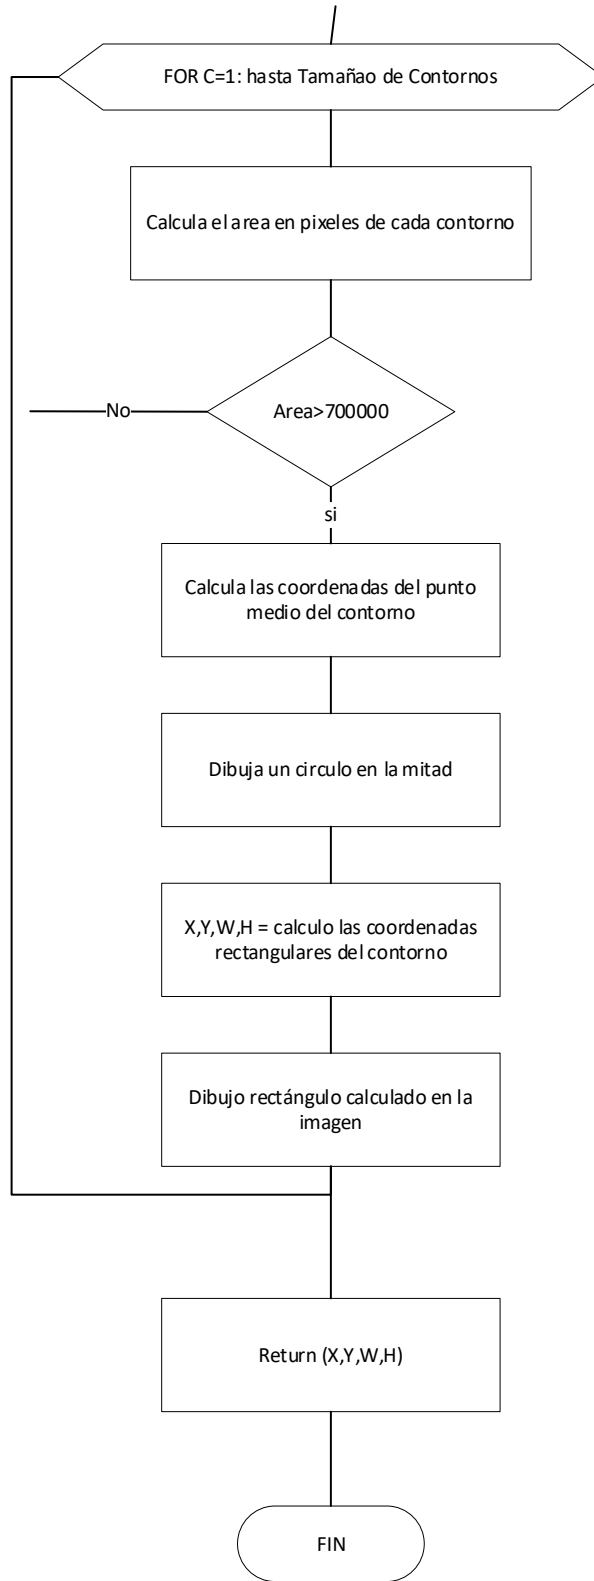 FOR C=1: hasta Tamañao de Contornos
Calcula el area en pixeles de cada contorno
No
Area>700000
si
Calcula las coordenadas del punto
medio del contorno
Dibuja un circulo en la mitad
X,Y,W,H = calculo las coordenadas
rectangulares del contorno
Dibujo rectángulo calculado en la
imagen
Return (X,Y,W,H)
FIN